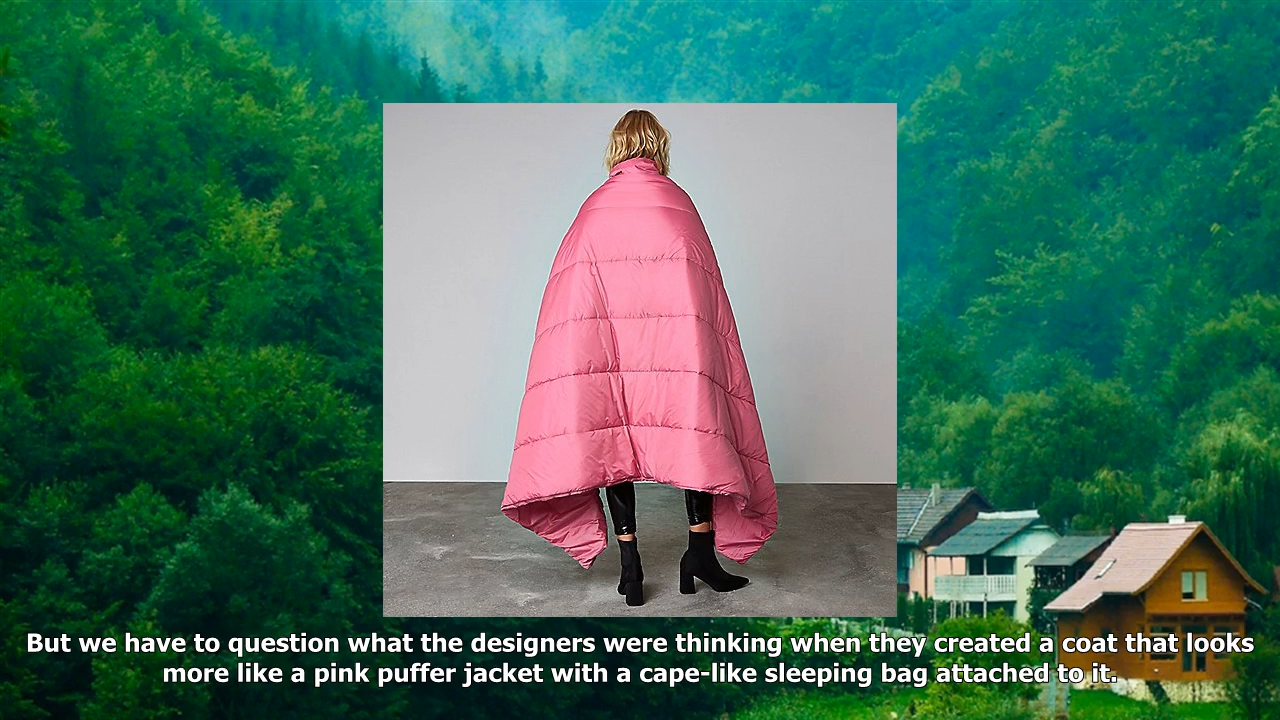 But we have to question what the designers were thinking when they created a coat that looks
more like a pink puffer jacket with a cape-like sleeping bag attached to it.